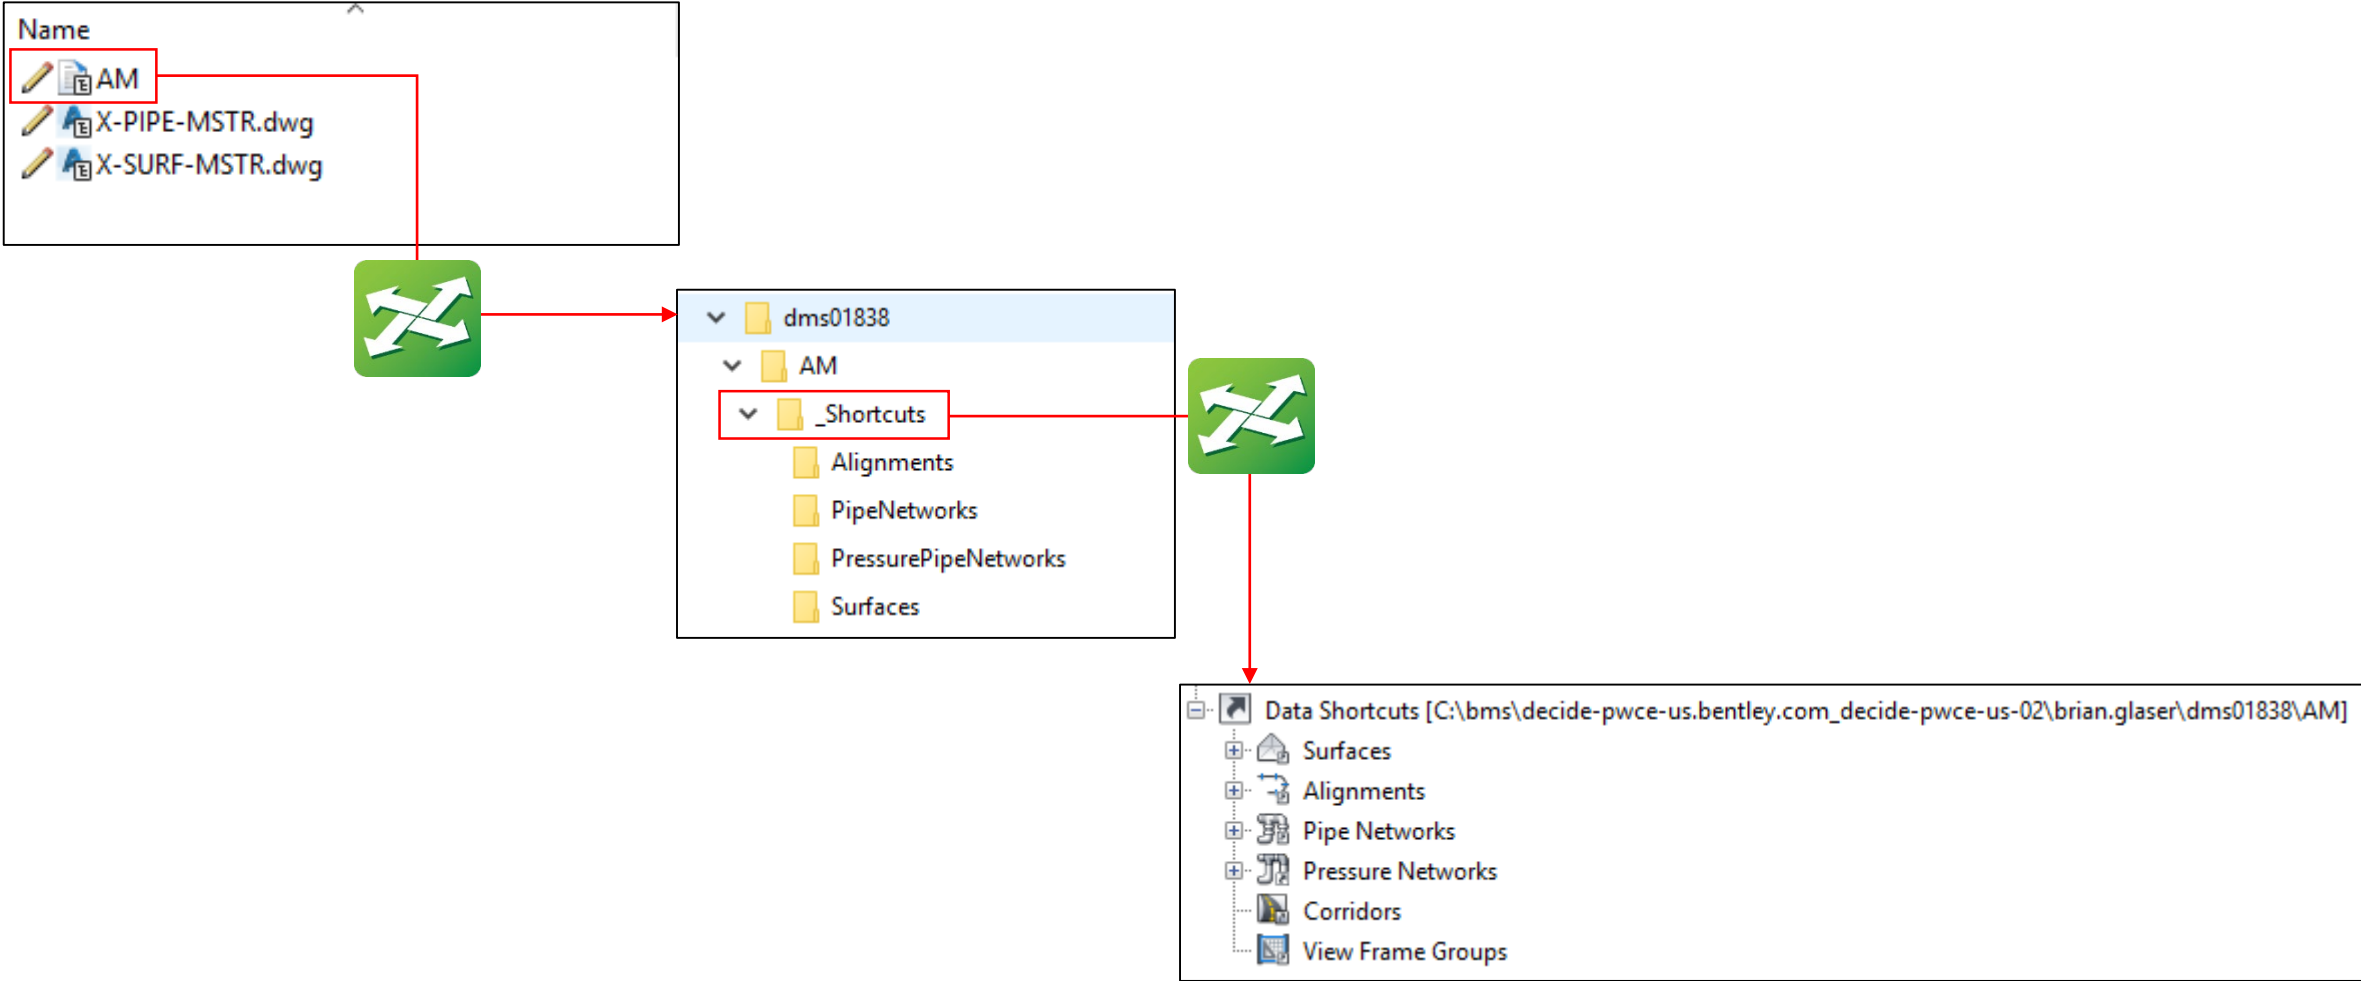 Name
AM
X-PIPE-MSTR.dwg
X-SURF-MSTR.dwg
dms01838
AM
_Shortcuts
Alignments
PipeNetworks
PressurePipeNetworks
Surfaces
Data Shortcuts [C:\bms\decide-pwce-us.bentley.com_decide-pwce-us-02\brian.glaser\dms01838\AM]
Surfaces
Alignments
Pipe Networks
Pressure Networks
Corridors
View Frame Groups